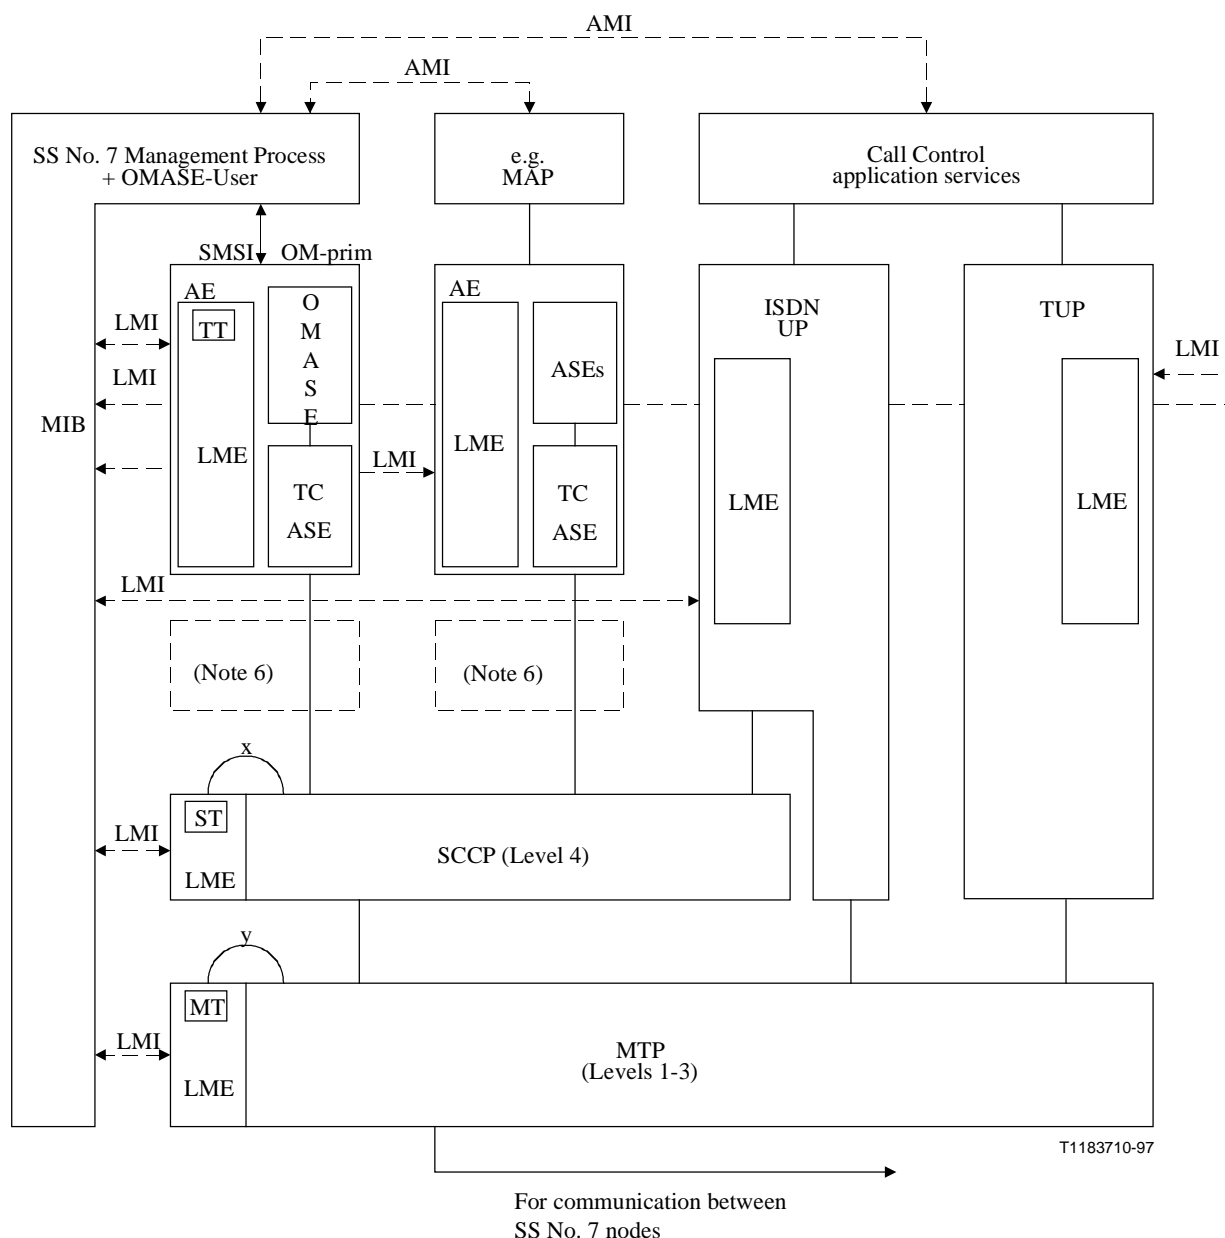 AMI
AMI
SS No. 7 Management Process
+ OMASE-User
e.g.
MAP
Call Control
application services
SMSI
OM-prim
AE
TT
LME
O
M
A
S
E
TC
ASE
AE
LME
ASEs
TC
ASE
ISDN
UP
LME
TUP
LME
LMI
LMI
LMI
MIB
LMI
LMI
(Note 6)
(Note 6)
x
ST
LME
SCCP (Level 4)
LMI
y
MT
LME
MTP
(Levels 1-3)
LMI
T1183710-97
For communication between
SS No. 7 nodes